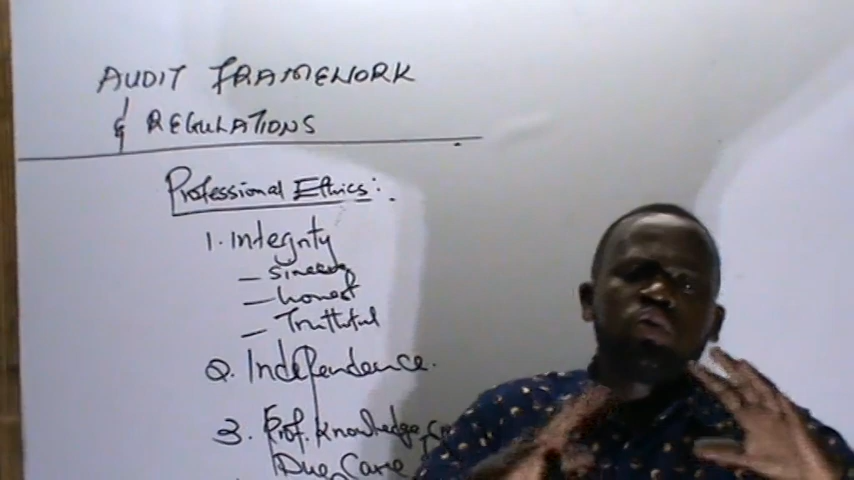 AUDIT FRAMEWORK
& REGULATIONS
Professional Ethics:
1. Integrity
– sincere
– honest
– Truthful
2. Independence.
3. Prof. Knowledge,
Due Care